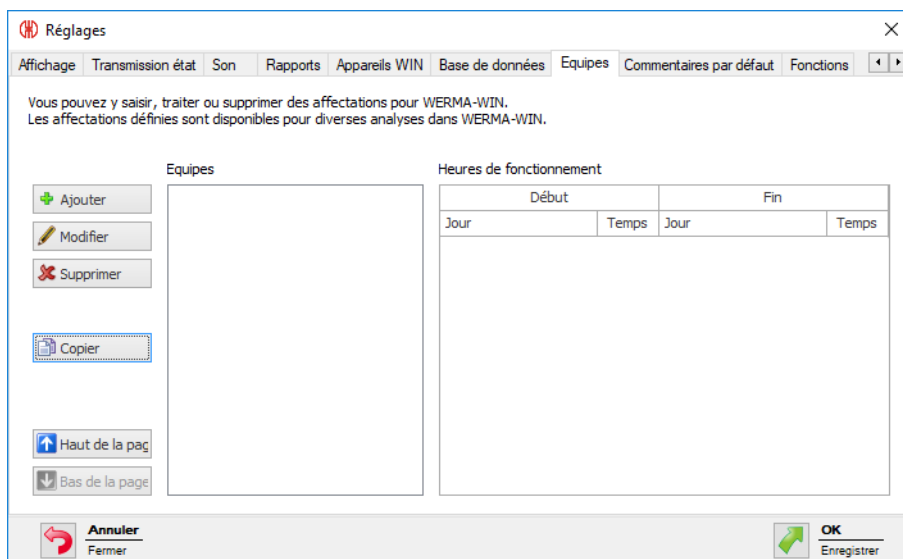 Réglages
Affichage Transmission état Son Rapports Appareils WIN Base de données Equipes Commentaires par défaut Fonctions
Vous pouvez y saisir, traiter ou supprimer des affectations pour WERMA-WIN.
Les affectations définies sont disponibles pour diverses analyses dans WERMA-WIN.
Equipes Heures de fonctionnement
Ajouter
Début Fin
Jour Temps Jour Temps
Modifier
Supprimer
Copier
Haut de la pag
Bas de la page
Annuler
Fermer
OK
Enregistrer